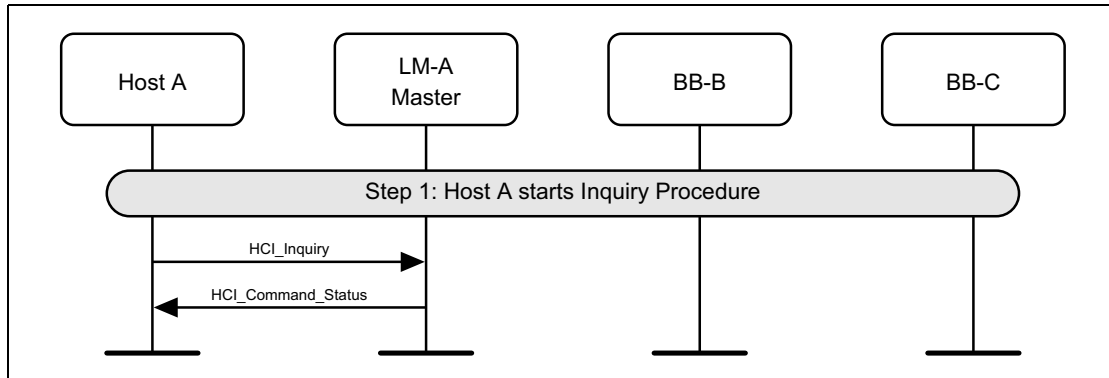 Host A
LM-A
Master
BB-B
BB-C
Step 1: Host A starts Inquiry Procedure
HCI_Inquiry
HCI_Command_Status